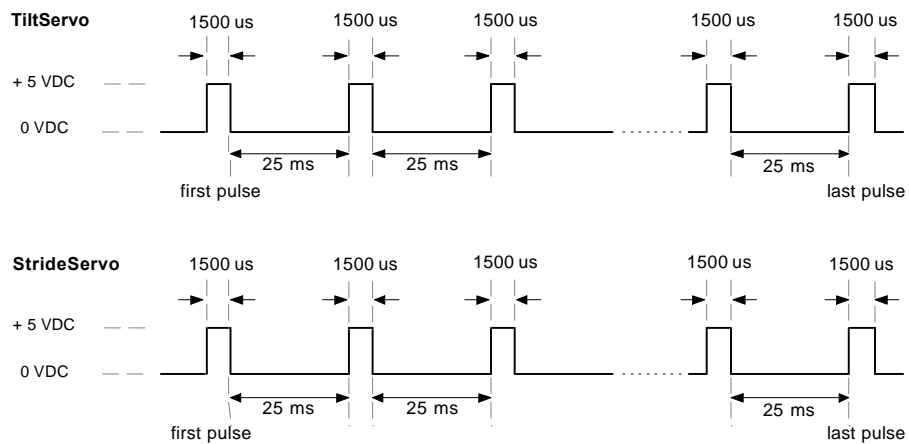 TiltServo 1500 us 1500 us 1500 us 1500 us 1500 us
+ 5 VDC
0 VDC
25 ms 25 ms 25 ms
first pulse last pulse
StrideServo 1500 us 1500 us 1500 us 1500 us 1500 us
+ 5 VDC
0 VDC
25 ms 25 ms 25 ms
first pulse last pulse